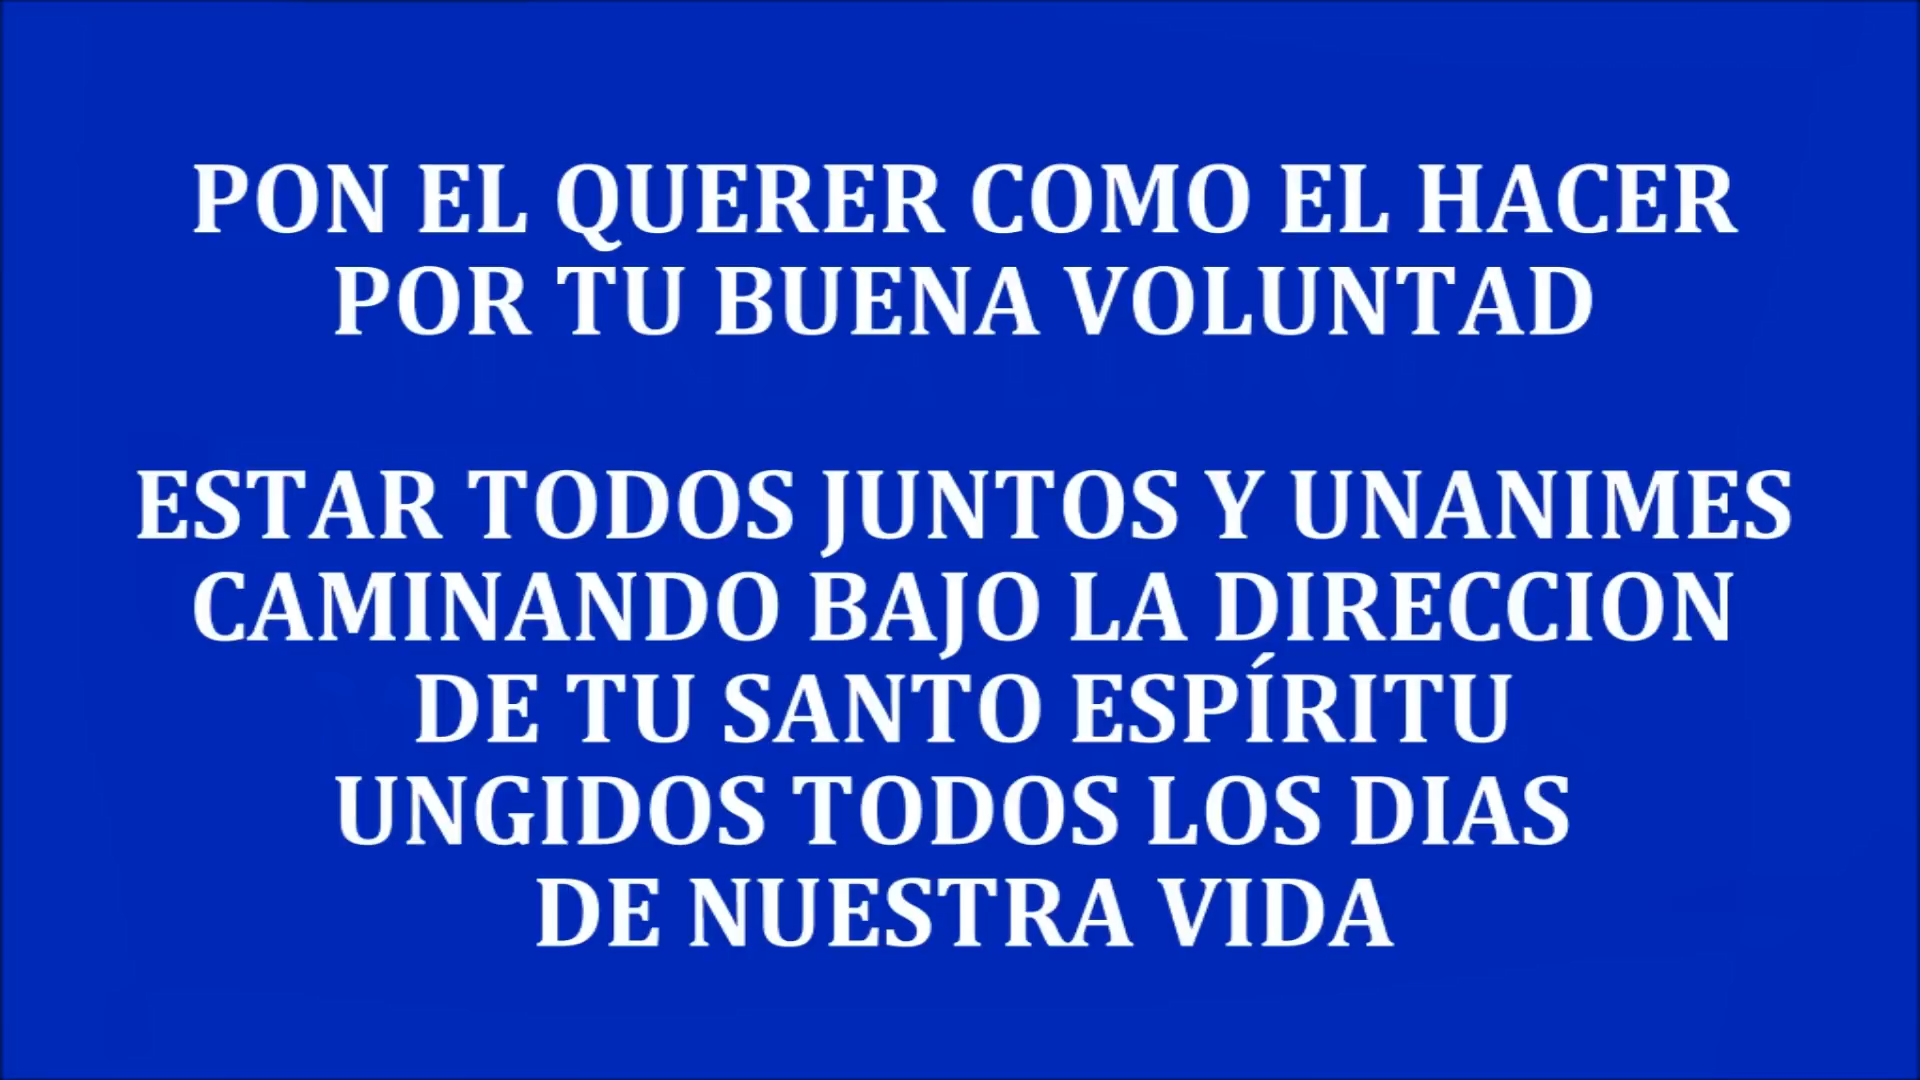 PON EL QUERER COMO EL HACER
POR TU BUENA VOLUNTAD
ESTAR TODOS JUNTOS Y UNANIMES
CAMINANDO BAJO LA DIRECCION
DE TU SANTO ESPÍRITU
UNGIDOS TODOS LOS DIAS
DE NUESTRA VIDA